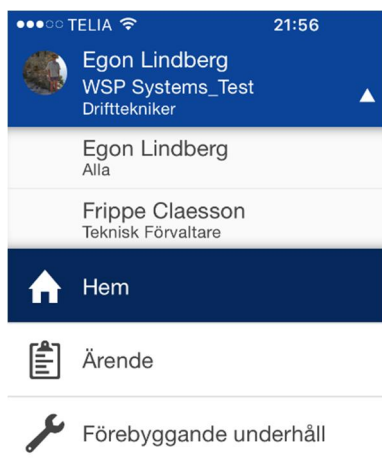 TELIA 21:56
Egon Lindberg
WSP Systems_Test
Drifttekniker
Egon Lindberg
Alla
Frippe Claesson
Teknisk Förvaltare
Hem
Ärende
Förebyggande underhåll